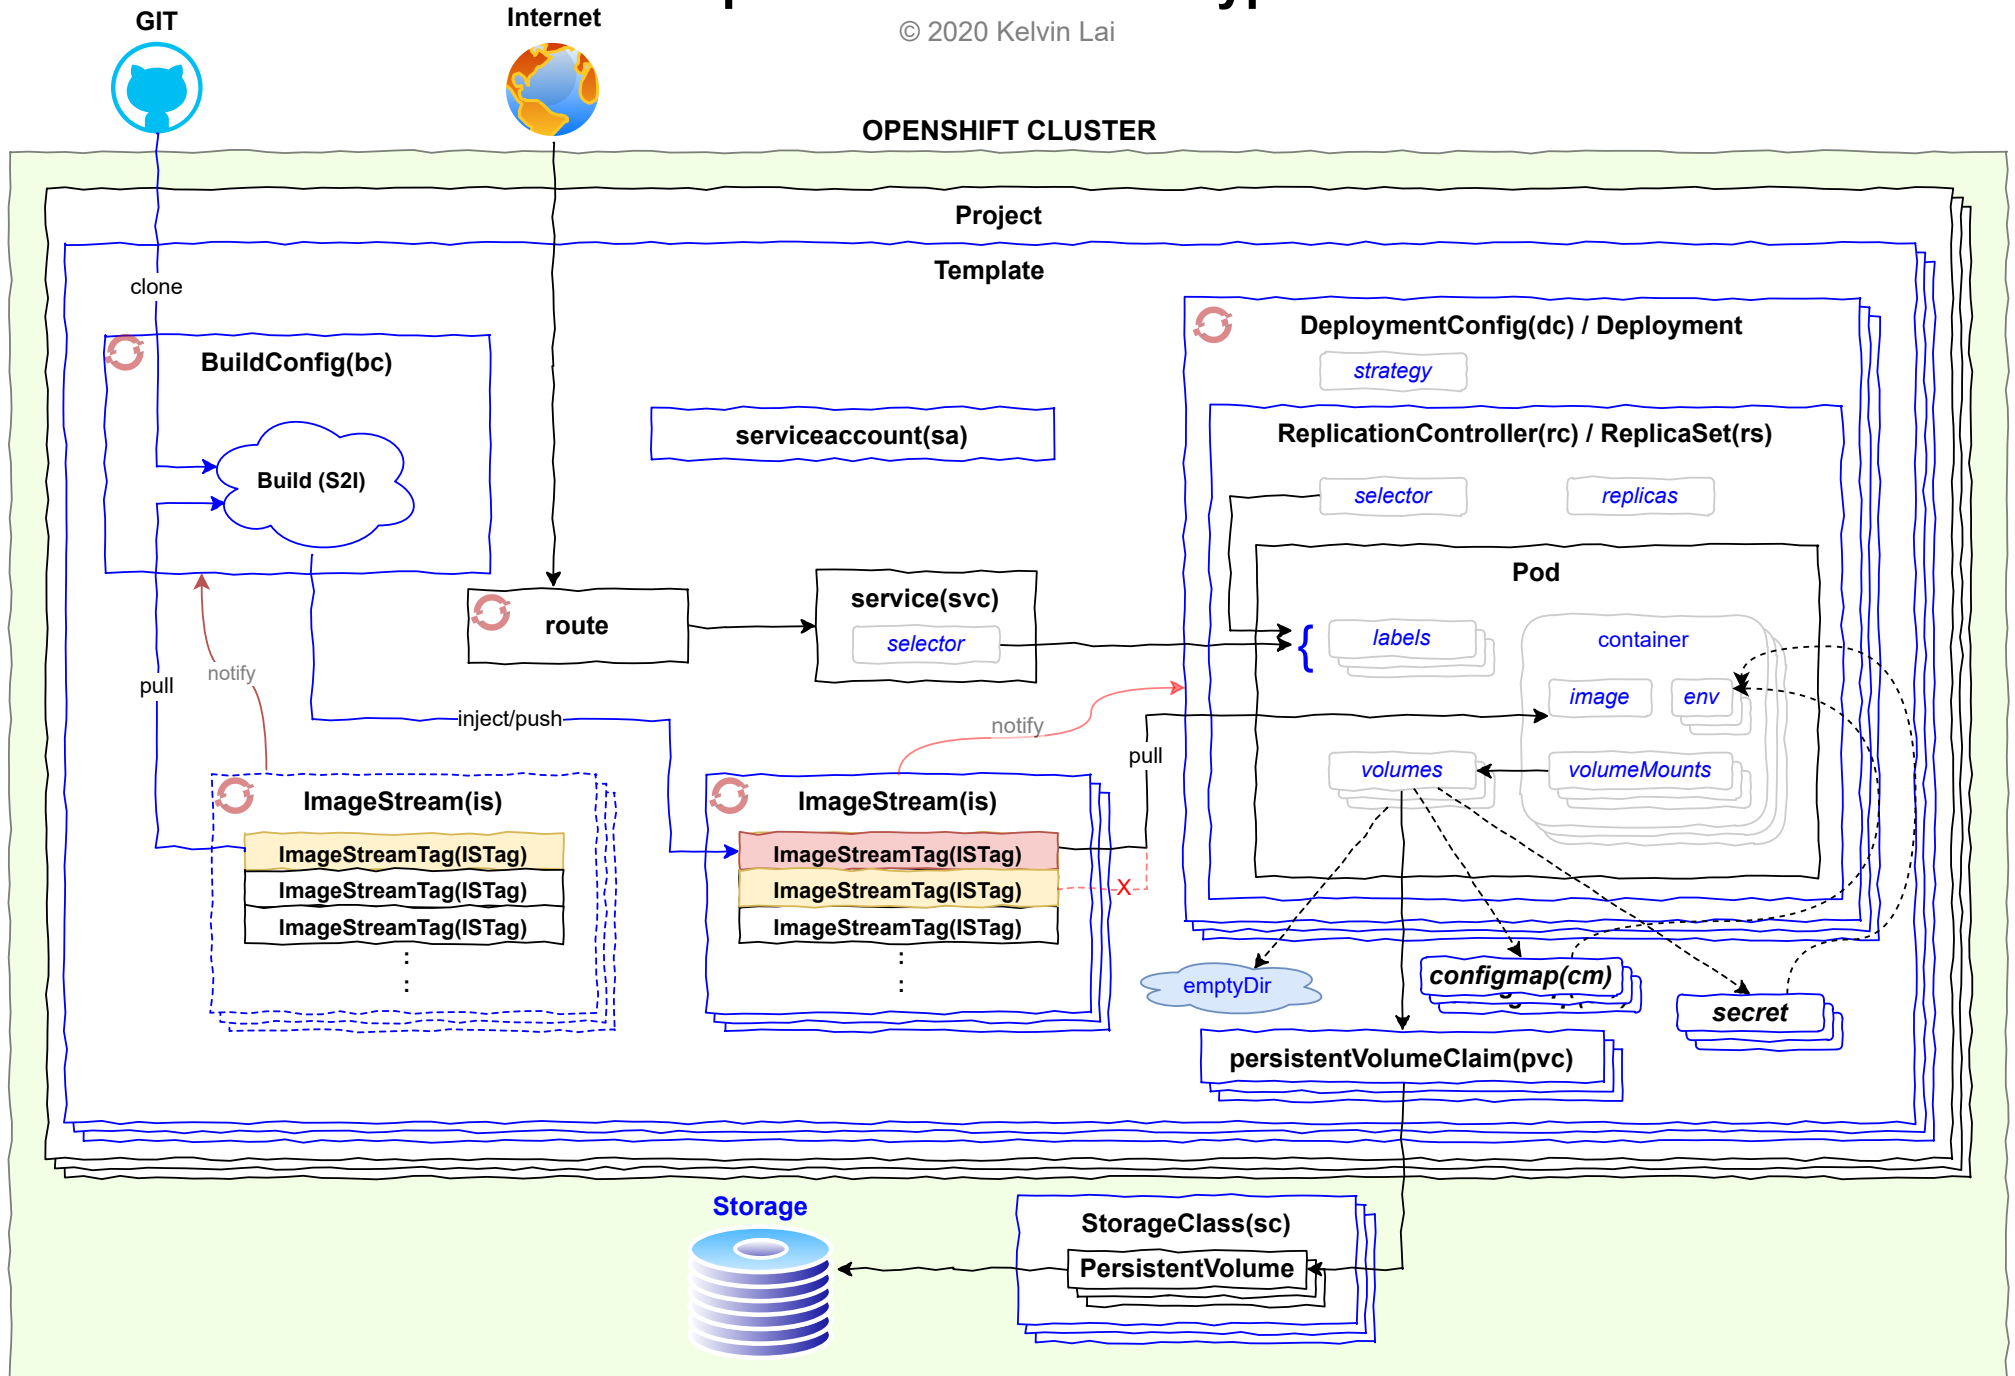 GIT
Internet
© 2020 Kelvin Lai
OPENSHIFT CLUSTER
Project
Template
clone
BuildConfig(bc)
Build (S2I)
serviceaccount(sa)
DeploymentConfig(dc) / Deployment
strategy
ReplicationController(rc) / ReplicaSet(rs)
selector
replicas
Pod
route
service(svc)
selector
labels
container
image
env
volumes
volumeMounts
pull
notify
inject/push
notify
pull
ImageStream(is)
ImageStreamTag(ISTag)
ImageStreamTag(ISTag)
ImageStreamTag(ISTag)
:
:
ImageStream(is)
ImageStreamTag(ISTag)
ImageStreamTag(ISTag)
ImageStreamTag(ISTag)
:
:
X
emptyDir
configmap(cm)
secret
persistentVolumeClaim(pvc)
Storage
StorageClass(sc)
PersistentVolume